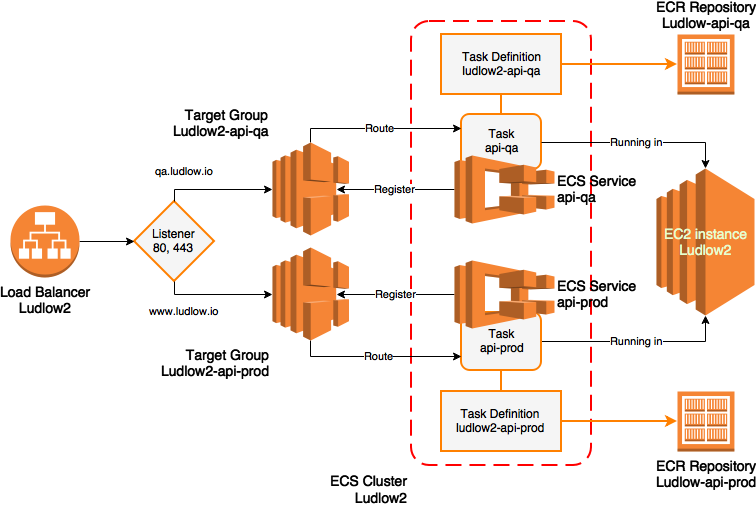 ECR Repository
Ludlow-api-qa
Task Definition
ludlow2-api-qa
Target Group
Ludlow2-api-qa
Route
Task
api-qa
Running in
qa.ludlow.io
Register
ECS Service
api-qa
Listener
80, 443
EC2 instance
Ludlow2
Load Balancer
Ludlow2
Register
ECS Service
api-prod
www.ludlow.io
Task
api-prod
Running in
Target Group
Ludlow2-api-prod
Route
Task Definition
ludlow2-api-prod
ECR Repository
Ludlow-api-prod
ECS Cluster
Ludlow2